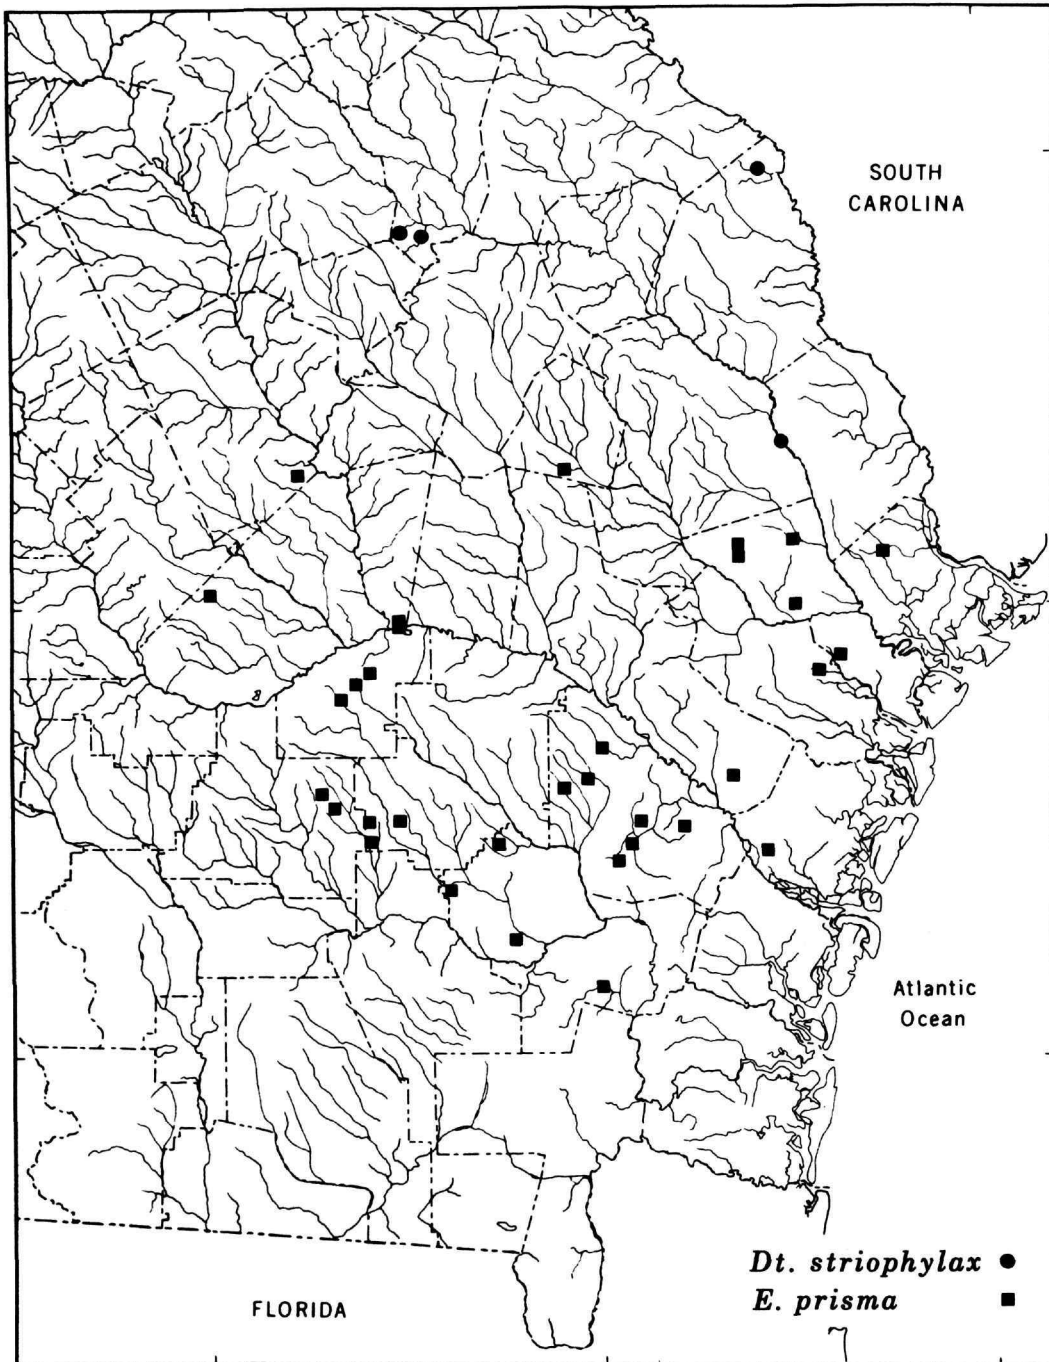 SOUTH
CAROLINA
Atlantic
Ocean
Dt. striophylax
E. prisma
FLORIDA